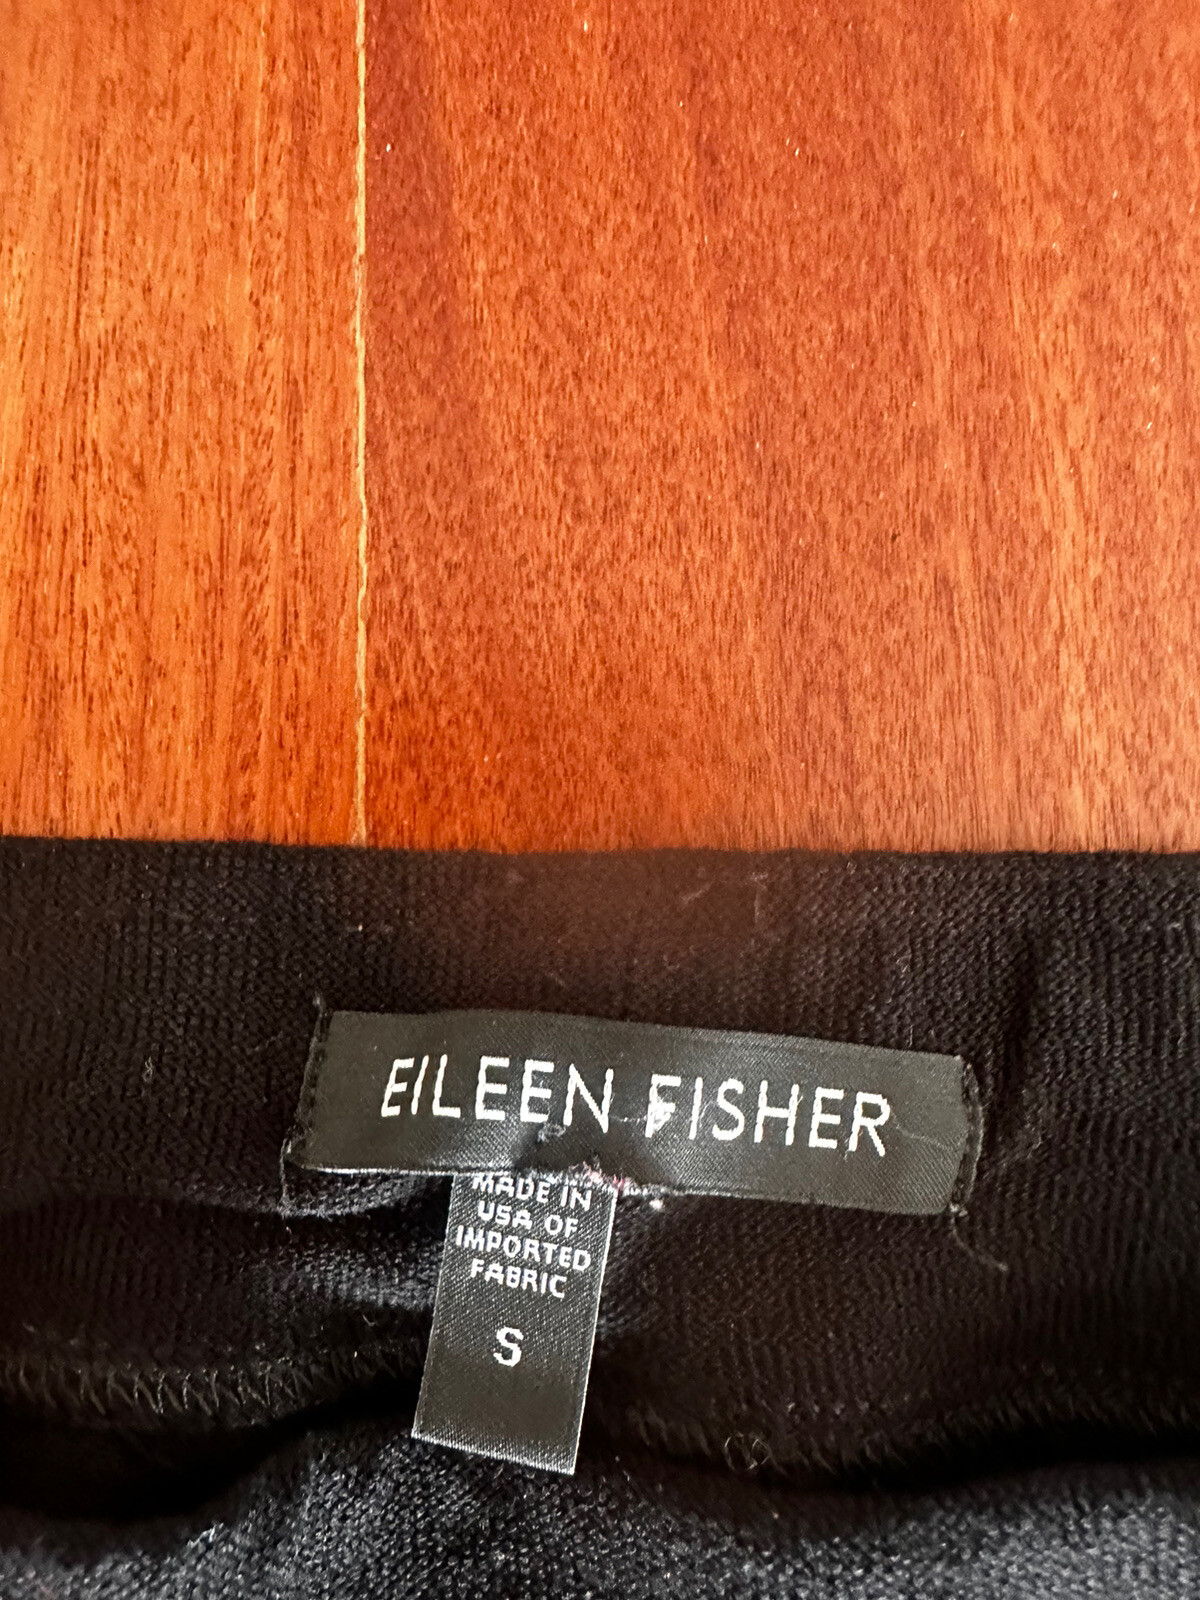 EILEEN FISHER
MADE IN
USA OF
IMPORTED
FABRIC
S